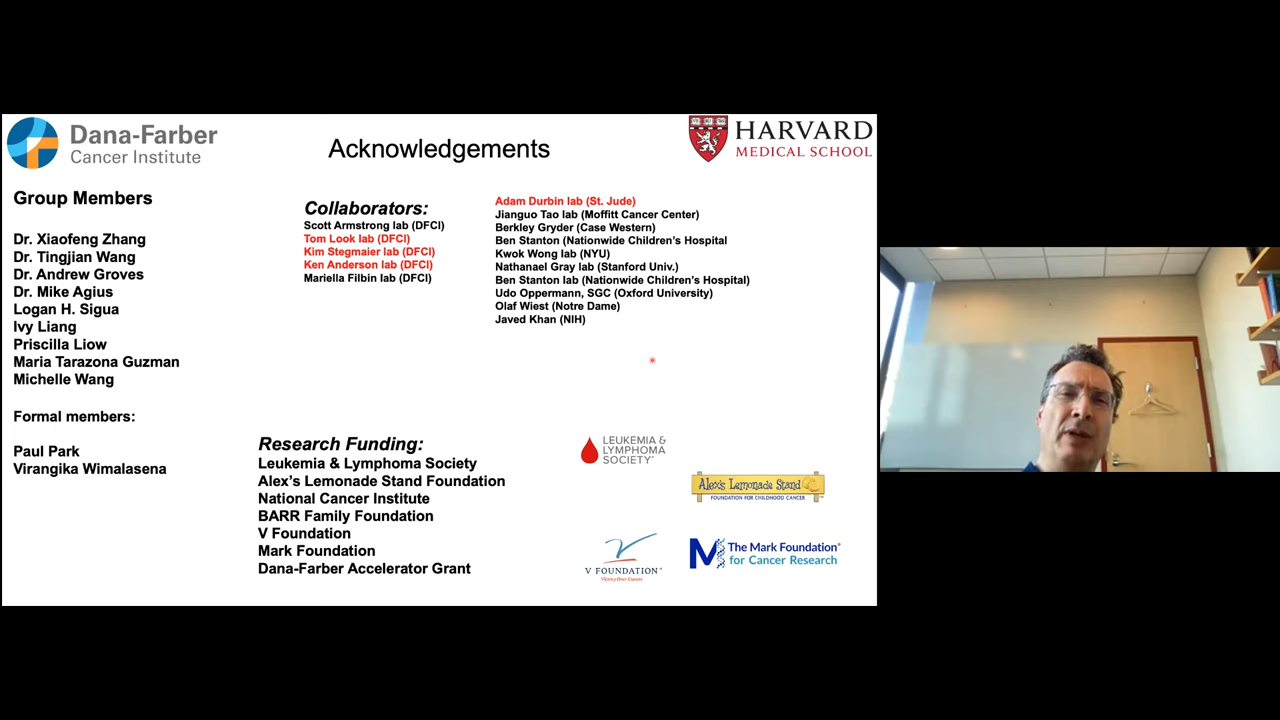 Dana-Farber
Cancer Institute
Acknowledgements
HARVARD
MEDICAL SCHOOL
Group Members
Dr. Xiaofeng Zhang
Dr. Tingjian Wang
Dr. Andrew Groves
Dr. Mike Agius
Logan H. Sigua
Ivy Liang
Priscilla Liow
Maria Tarazona Guzman
Michelle Wang
Formal members:
Paul Park
Virangika Wimalasena
Collaborators:
Scott Armstrong lab (DFCI)
Tom Look lab (DFCI)
Kim Stegmaier lab (DFCI)
Ken Anderson lab (DFCI)
Mariella Filbin lab (DFCI)
Adam Durbin lab (St. Jude)
Jianguo Tao lab (Moffitt Cancer Center)
Berkley Gryder (Case Western)
Ben Stanton (Nationwide Children's Hospital
Kwok Wong lab (NYU)
Nathanael Gray lab (Stanford Univ.)
Ben Stanton lab (Nationwide Children's Hospital)
Udo Oppermann, SGC (Oxford University)
Olaf Wiest (Notre Dame)
Javed Khan (NIH)
Research Funding:
Leukemia & Lymphoma Society
Alex's Lemonade Stand Foundation
National Cancer Institute
BARR Family Foundation
V Foundation
Mark Foundation
Dana-Farber Accelerator Grant
LEUKEMIA &
LYMPHOMA
SOCIETY
Alex's Lemonade Stand
FOUNDATION FOR CHILDHOOD CANCER
V FOUNDATION
Victory Over Cancer
The Mark Foundation
for Cancer Research